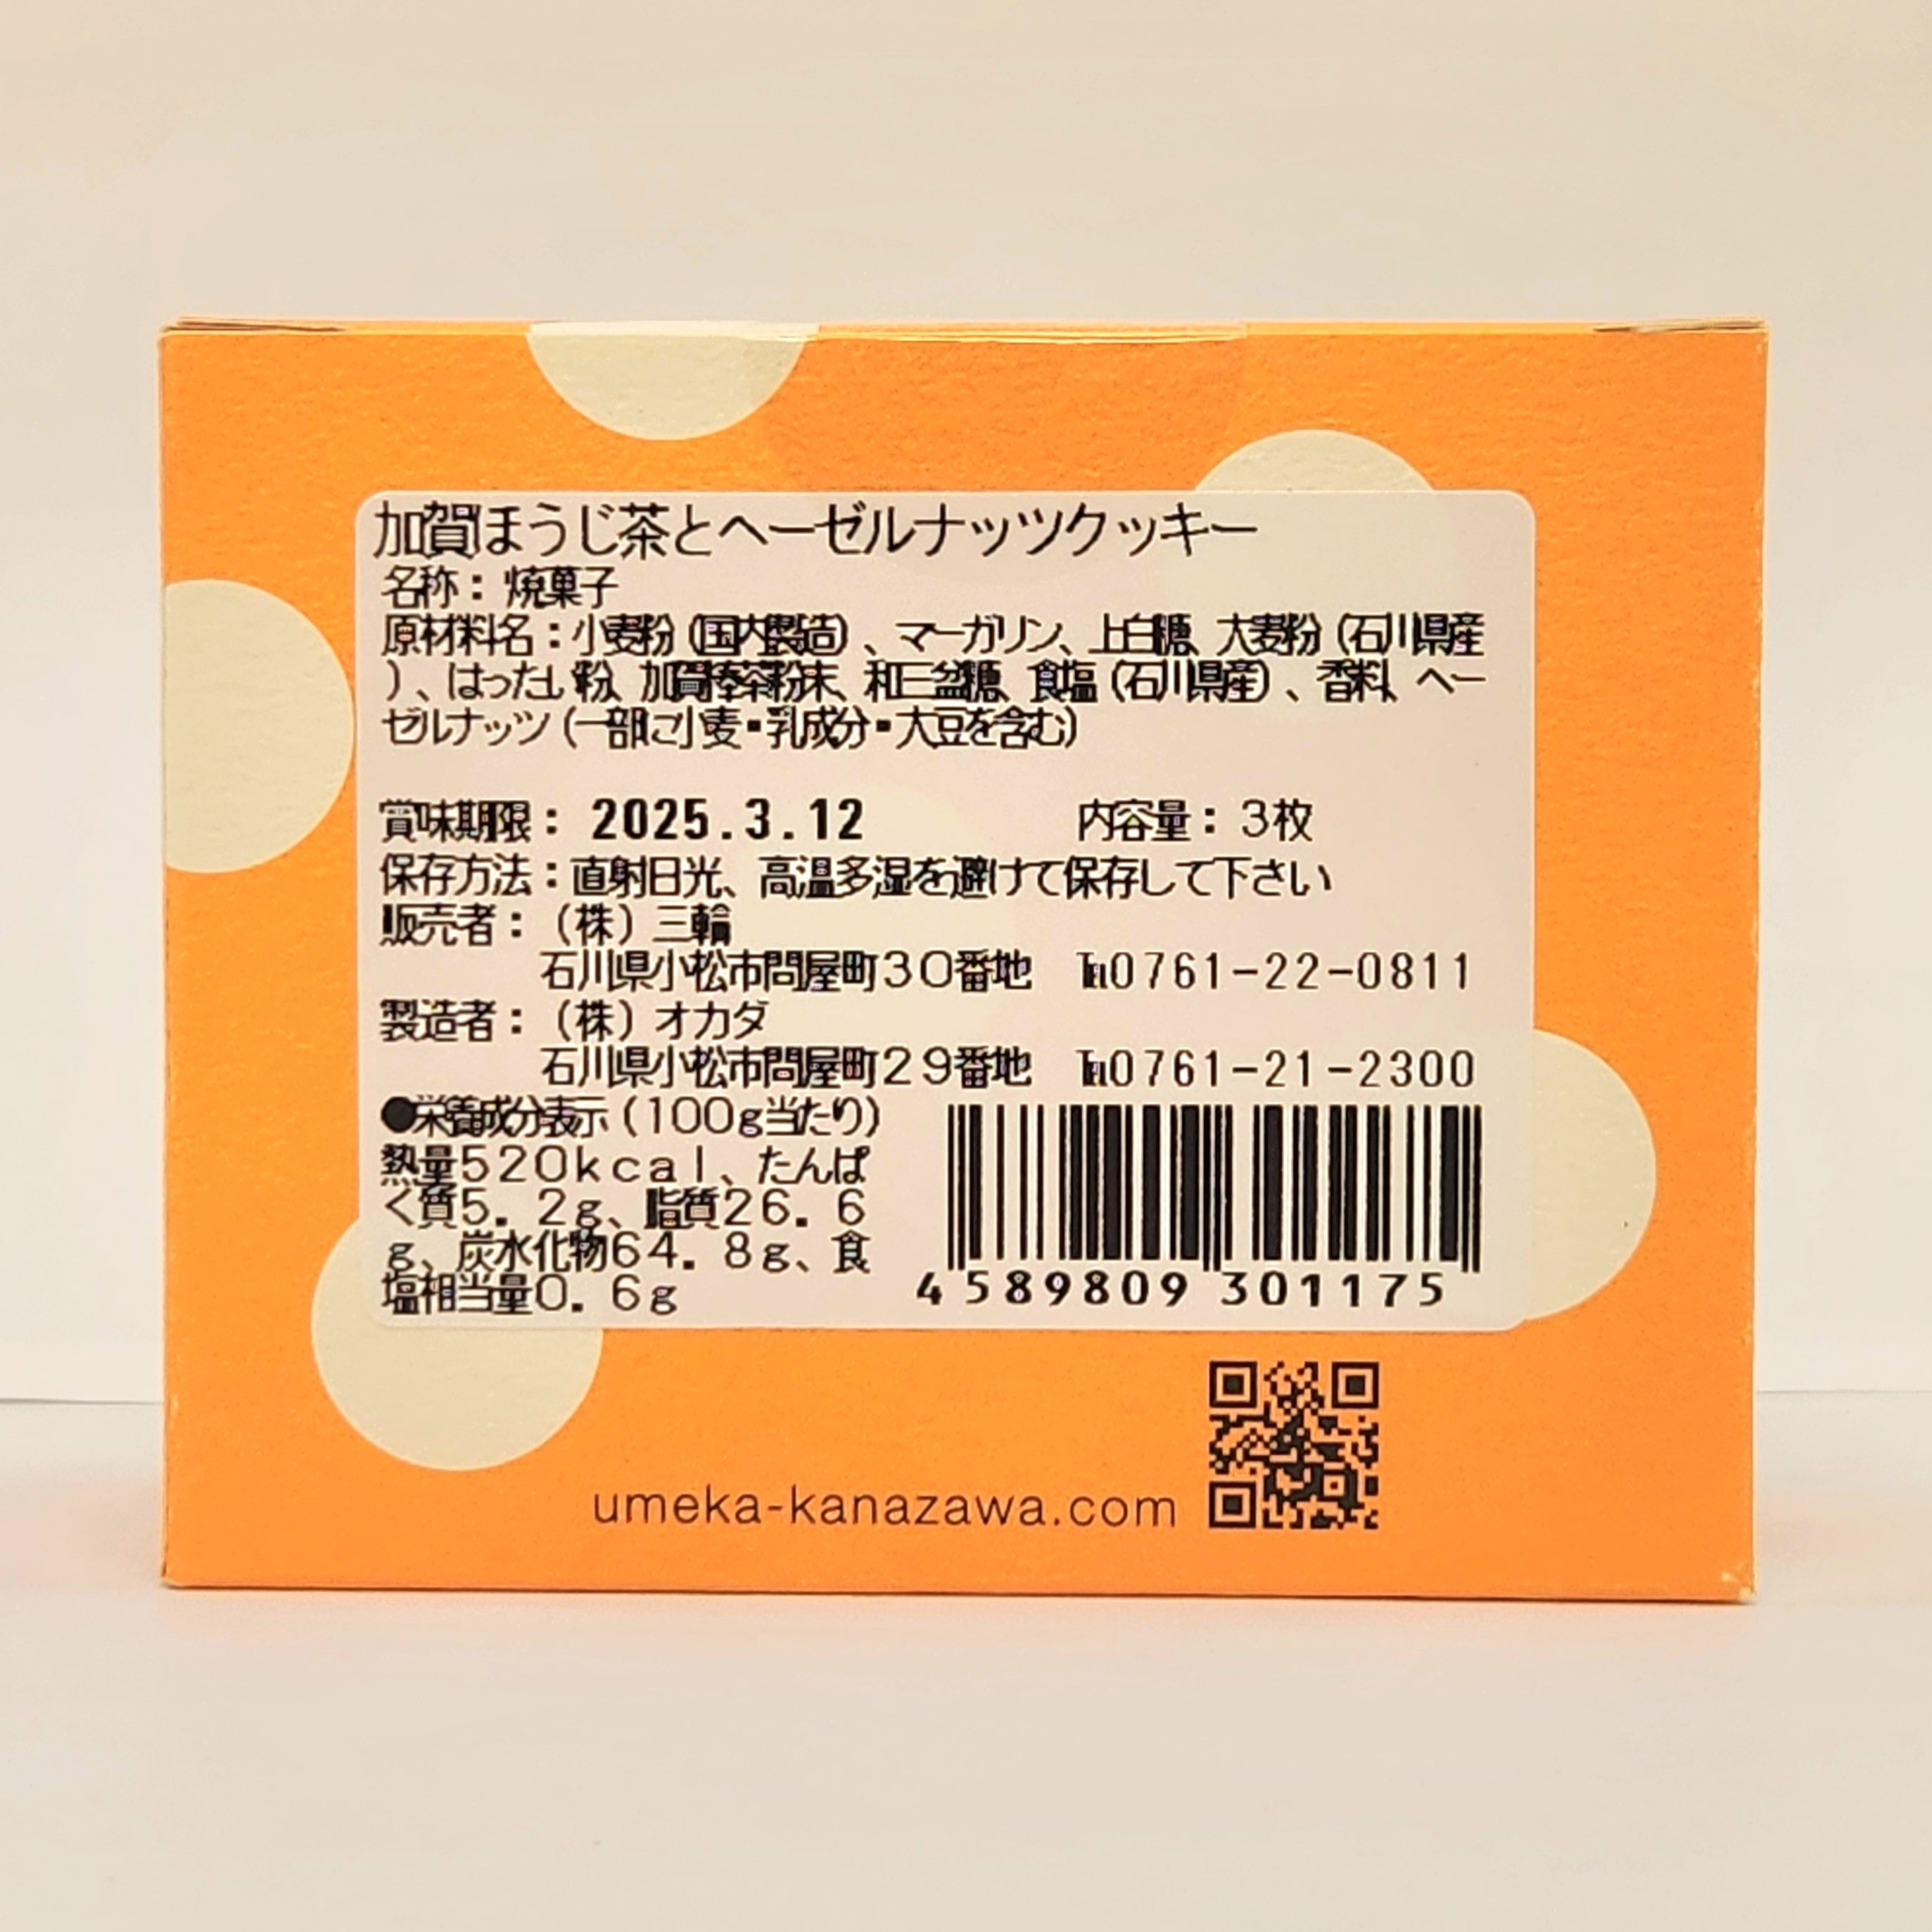 加賀ほうじ茶とヘーゼルナッツクッキー
名称：焼菓子
原材料名：小麦粉（国内製造）、マーガリン、上白糖、大麦粉（石川県産
）、はったい粉、加賀棒茶粉末、和三盆糖、食塩（石川県産）、香料、ヘー
ゼルナッツ（一部に小麦・乳成分・大豆を含む）
賞味期限：2025.3.12 内容量：3枚
保存方法：直射日光、高温多湿を避けて保存して下さい
販売者：（株）三輪
石川県小松市問屋町30番地 ℡0761-22-0811
製造者：（株）オカダ
石川県小松市問屋町29番地 ℡0761-21-2300
●栄養成分表示（100g当たり）
熱量520kcal、たんぱ
く質5.2g、脂質26.6
g、炭水化物64.8g、食
塩相当量0.6g
4 589809 301175
umeka-kanazawa.com